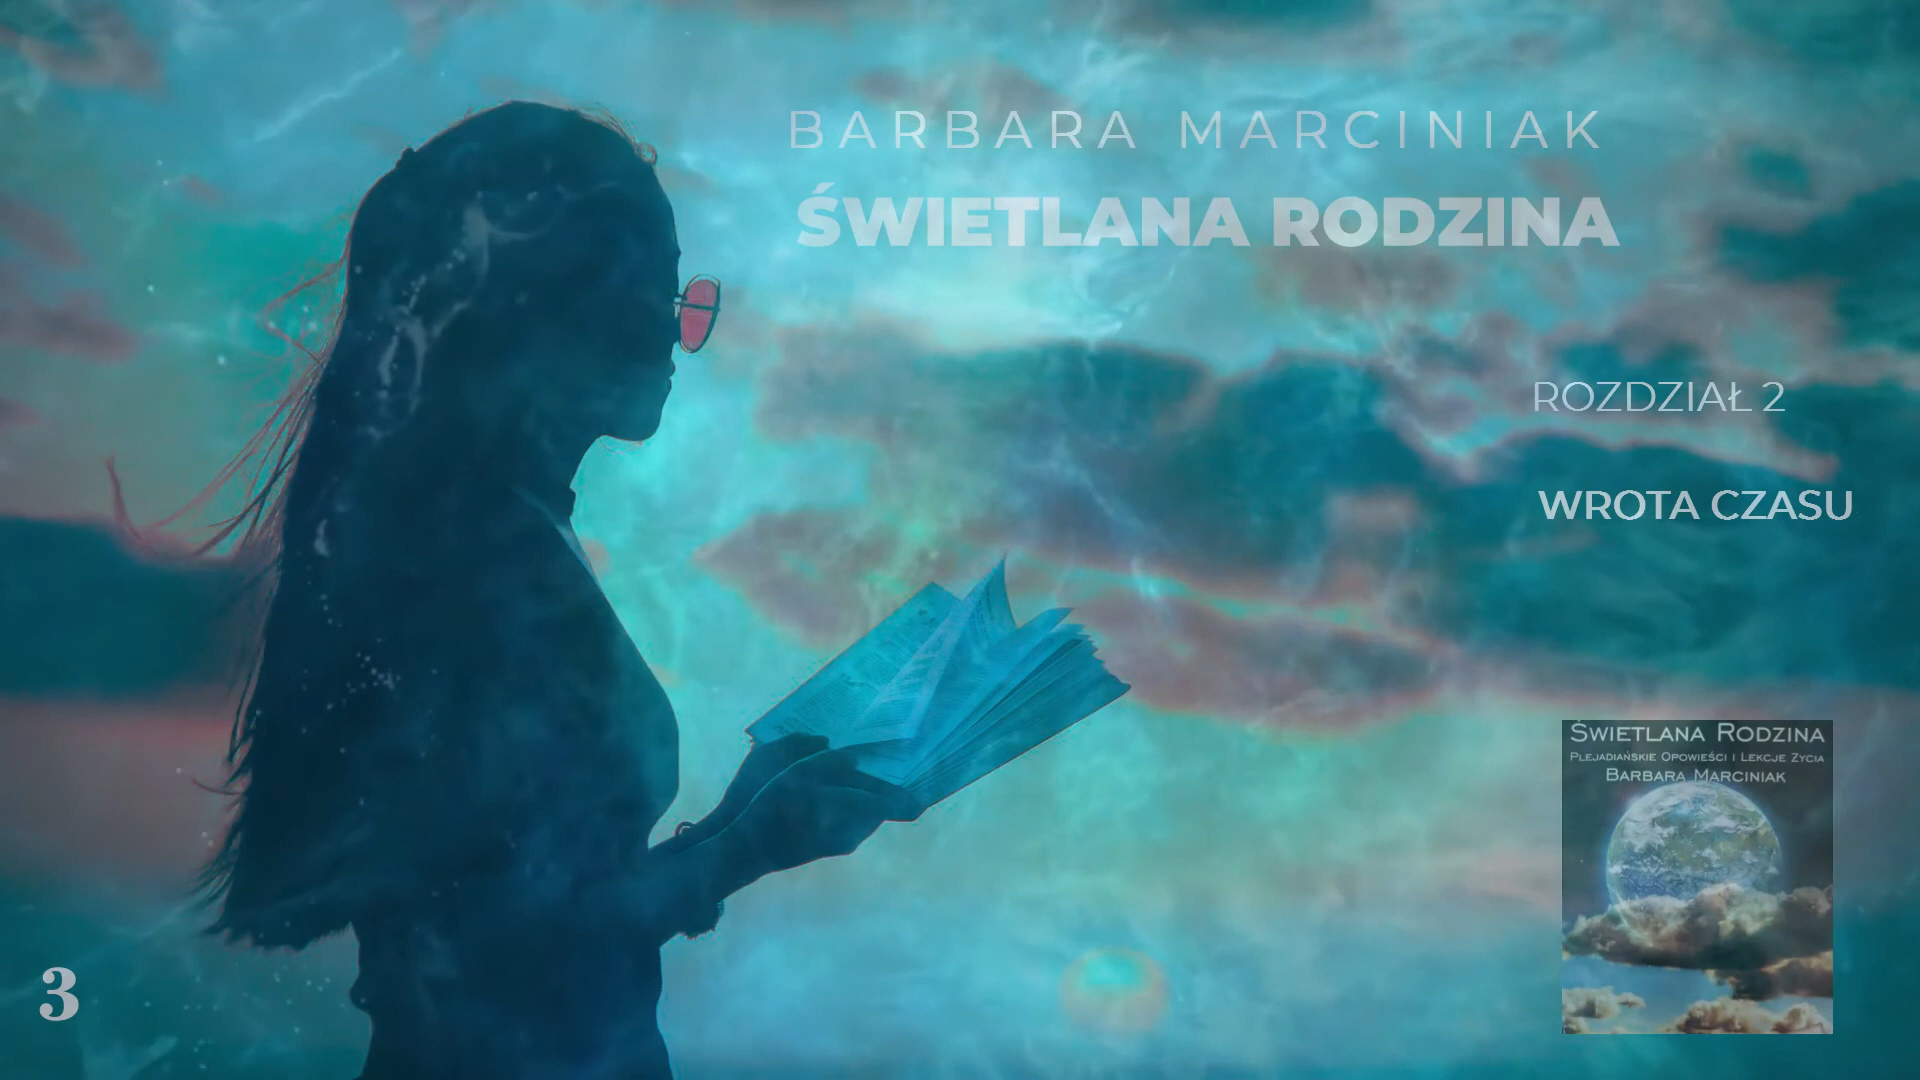 BARBARA MARCINIAK
ŚWIETLANA RODZINA
ROZDZIAŁ 2
WROTA CZASU
ŚWIETLANA RODZINA
PLEJADIAŃSKIE OPOWIEŚCI I LEKCJE ŻYCIA
BARBARA MARCINIAK
3